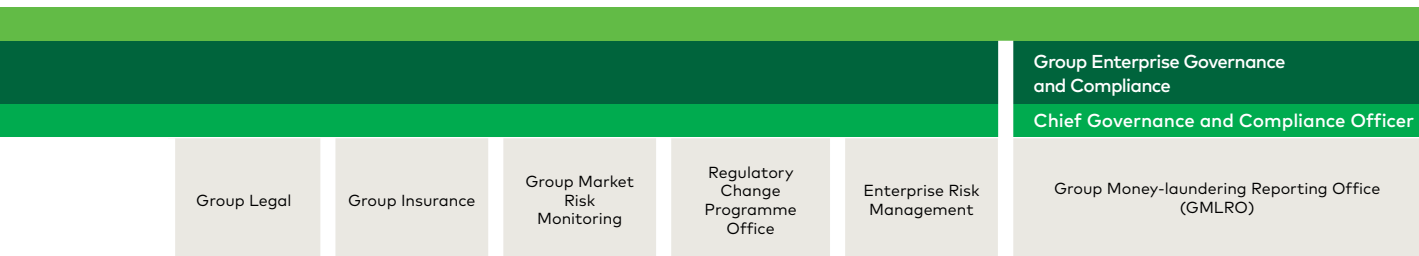 Group Enterprise Governance
and Compliance
Chief Governance and Compliance Officer
Group Legal
Group Insurance
Group Market
Risk
Monitoring
Regulatory
Change
Programme
Office
Enterprise Risk
Management
Group Money-laundering Reporting Office
(GMLRO)